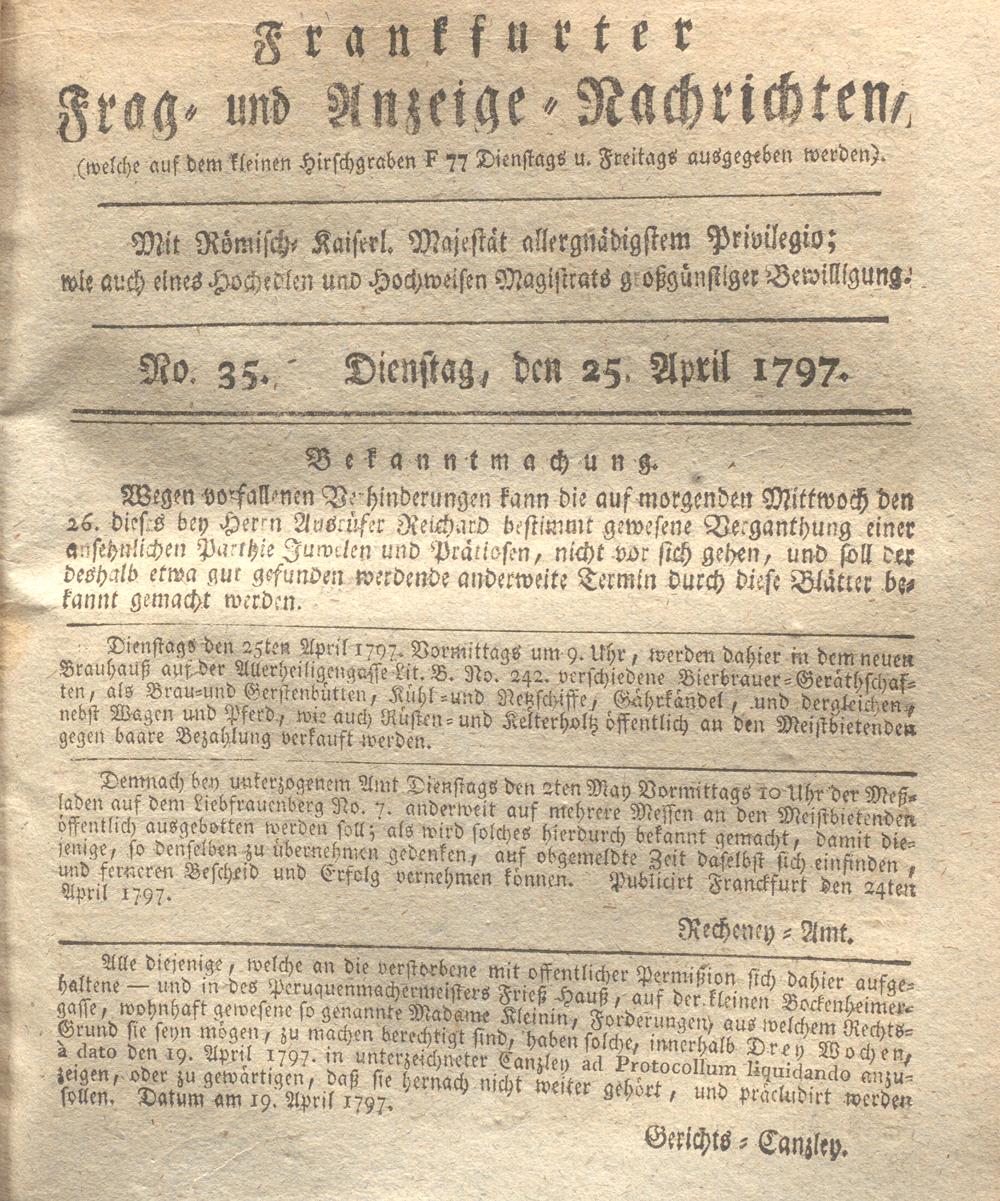 Frankfurter
Frag- und Anzeige-Nachrichten,
(welche auf dem kleinen Hirschgraben F 77 Dienstags u. Freitags ausgegeben werden).
Mit Römisch-Kaiserl. Majestät allergnädigstem Privilegio;
wie auch eines Hochedlen und Hochweisen Magistrats großgünstiger Bewilligung.
No. 35. Dienstag, den 25. April 1797.
Bekanntmachung.
Wegen vorfallenen Verhinderungen kann die auf morgenden Mittwoch den
26. dieses bey Herrn Ausrüfer Reichard bestimmt gewesene Verganthung einer
ansehnlichen Parthie Juwelen und Prätiosen, nicht vor sich gehen, und soll der
deshalb etwa gut gefunden werdende anderweite Termin durch diese Blätter be-
kannt gemacht werden.
Dienstags den 25ten April 1797. Vormittags um 9. Uhr, werden dahier in dem neuen
Brauhauß auf der Allerheiligengasse Lit. B. No. 242. verschiedene Bierbrauer-Geräthschaf-
ten, als Brau-und Gerstenbütten, Kühl-und Netzschiffe, Gährkändel, und dergleichen,
nebst Wagen und Pferd, wie auch Rüsten-und Kelterholtz öffentlich an den Meistbietenden
gegen baare Bezahlung verkauft werden.
Demnach bey unterzogenem Amt Dienstags den 2ten May Vormittags 10 Uhr der Meß-
laden auf dem Liebfrauenberg No. 7. anderweit auf mehrere Messen an den Meistbietenden
öffentlich ausgebotten werden soll; als wird solches hierdurch bekannt gemacht, damit die-
jenige, so denselben zu übernehmen gedenken, auf obgemeldte Zeit daselbst sich einfinden,
und ferneren Bescheid und Erfolg vernehmen können. Publicirt Franckfurt den 24ten
April 1797.
Recheney-Amt.
Alle diejenige, welche an die verstorbene mit offentlicher Permißion sich dahier aufge-
haltene — und in des Peruquenmachermeisters Frieß Hauß, auf der kleinen Bockenheimer-
gasse, wohnhaft gewesene so genannte Madame Kleinin, Forderungen, aus welchem Rechts-
Grund sie seyn mögen, zu machen berechtigt sind, haben solche, innerhalb Drey Wochen,
à dato den 19. April 1797. in unterzeichneter Canzley ad Protocollum liquidando anzu-
zeigen, oder zu gewärtigen, daß sie hernach nicht weiter gehört, und präcludirt werden
sollen. Datum am 19. April 1797.
Gerichts-Canzley.